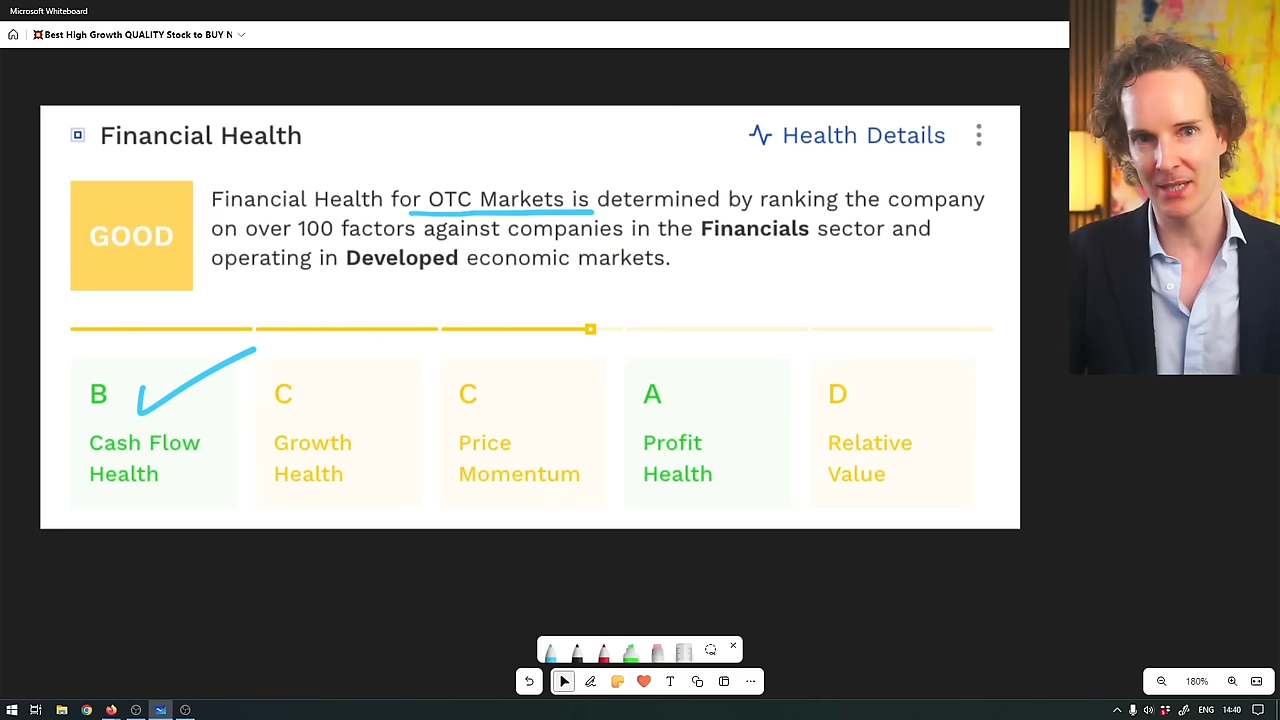 Microsoft Whiteboard
💥Best High Growth QUALITY Stock to BUY N
Financial Health
Health Details
GOOD
Financial Health for OTC Markets is determined by ranking the company
on over 100 factors against companies in the Financials sector and
operating in Developed economic markets.
B
Cash Flow
Health
C
Growth
Health
C
Price
Momentum
A
Profit
Health
D
Relative
Value
T
180%
ENG
14:40